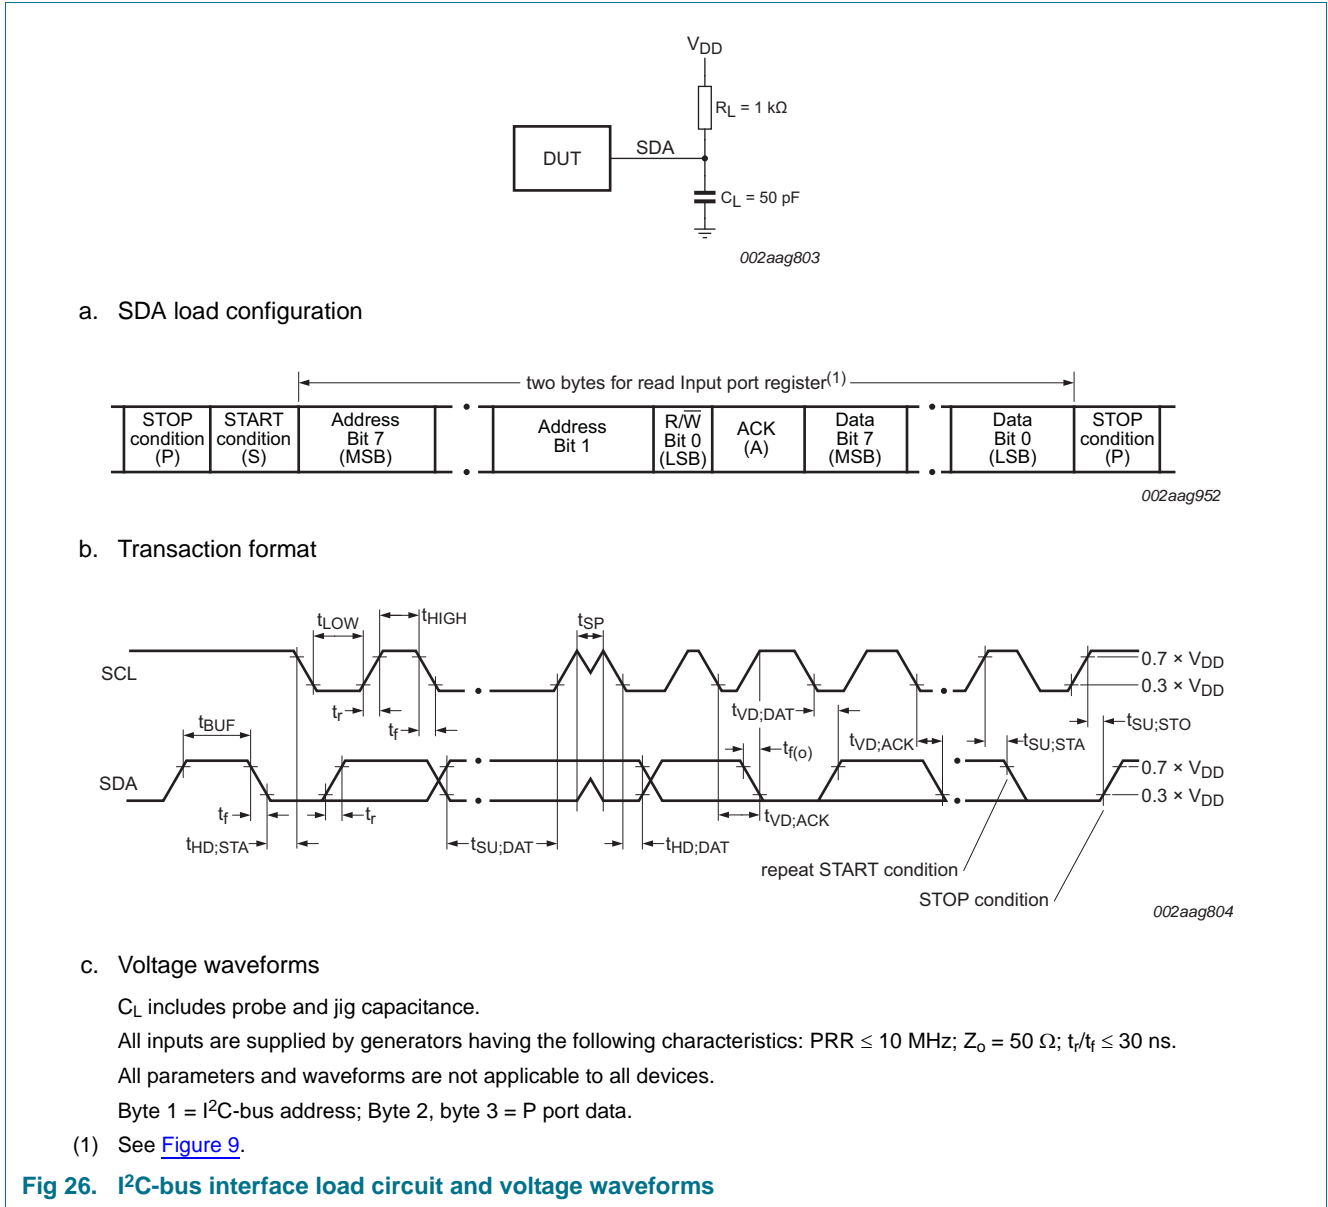 VDD
RL = 1 kΩ
DUT
SDA
CL = 50 pF
002aag803
a. SDA load configuration
two bytes for read Input port register(1)
STOP condition (P)
START condition (S)
Address Bit 7 (MSB)
Address Bit 1
R/W̅ Bit 0 (LSB)
ACK (A)
Data Bit 7 (MSB)
Data Bit 0 (LSB)
STOP condition (P)
002aag952
b. Transaction format
tLOW
tHIGH
tSP
SCL
0.7 × VDD
0.3 × VDD
tr
tf
tBUF
tVD;DAT
tf(o)
tVD;ACK
tSU;STA
tSU;STO
SDA
0.7 × VDD
0.3 × VDD
tf
tr
tHD;STA
tSU;DAT
tHD;DAT
tVD;ACK
repeat START condition
STOP condition
002aag804
c. Voltage waveforms
CL includes probe and jig capacitance.
All inputs are supplied by generators having the following characteristics: PRR ≤ 10 MHz; Zo = 50 Ω; tr/tf ≤ 30 ns.
All parameters and waveforms are not applicable to all devices.
Byte 1 = I2C-bus address; Byte 2, byte 3 = P port data.
(1) See Figure 9.
Fig 26. I2C-bus interface load circuit and voltage waveforms